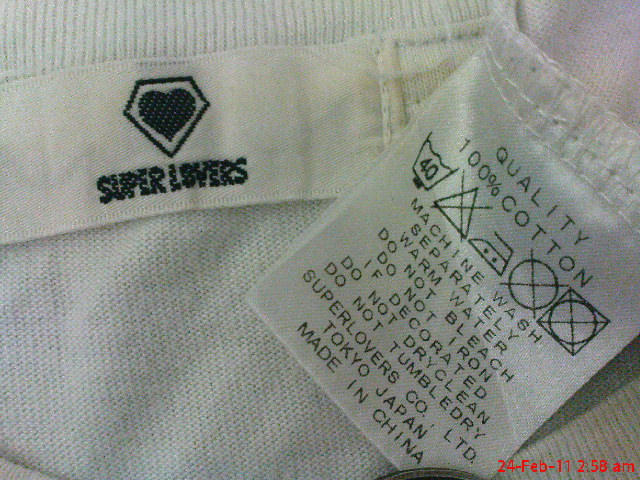 SUPER LOVERS
QUALITY
100% COTTON
40
MACHINE WASH
SEPARATELY
WARM WATER
DO NOT BLEACH
DO NOT IRON
IF DECORATED
DO NOT DRYCLEAN
DO NOT TUMBLEDRY
SUPERLOVERS CO., LTD.
TOKYO JAPAN
MADE IN CHINA
24-Feb-11 2:58 am